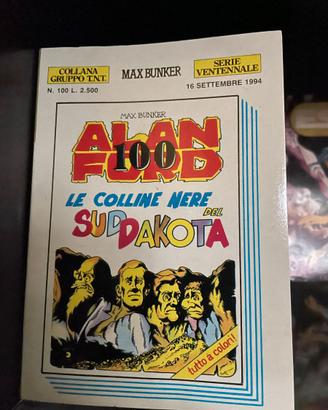 COLLANA
GRUPPO T.N.T.
MAX BUNKER
SERIE
VENTENNALE
N. 100 L. 2.500
16 SETTEMBRE 1994
MAX BUNKER
ALAN
100
FORD
LE COLLINE NERE
DEL
SUD DAKOTA
tutto a colori!